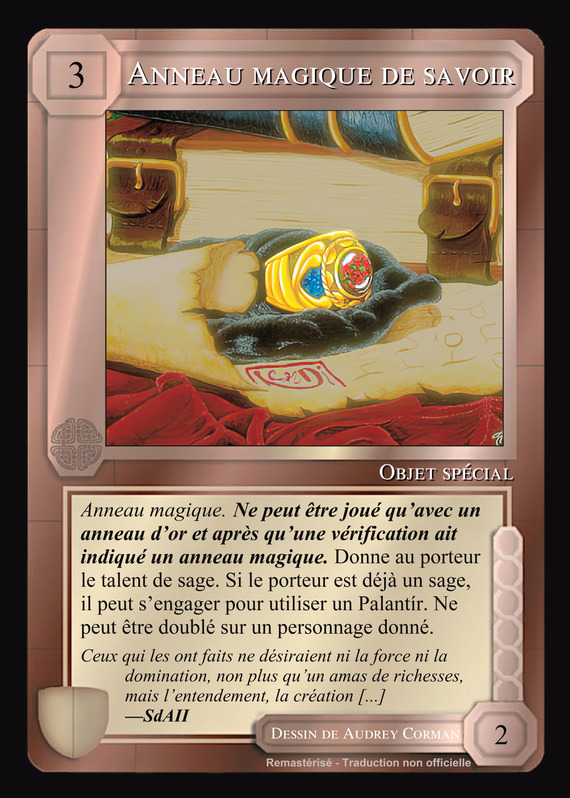 3
Anneau magique de savoir
Objet spécial
Anneau magique. Ne peut être joué qu'avec un
anneau d'or et après qu'une vérification ait
indiqué un anneau magique. Donne au porteur
le talent de sage. Si le porteur est déjà un sage,
il peut s'engager pour utiliser un Palantír. Ne
peut être doublé sur un personnage donné.
Ceux qui les ont faits ne désiraient ni la force ni la
domination, non plus qu'un amas de richesses,
mais l'entendement, la création [...]
—SdAII
Dessin de Audrey Corman
2
Remastérisé - Traduction non officielle